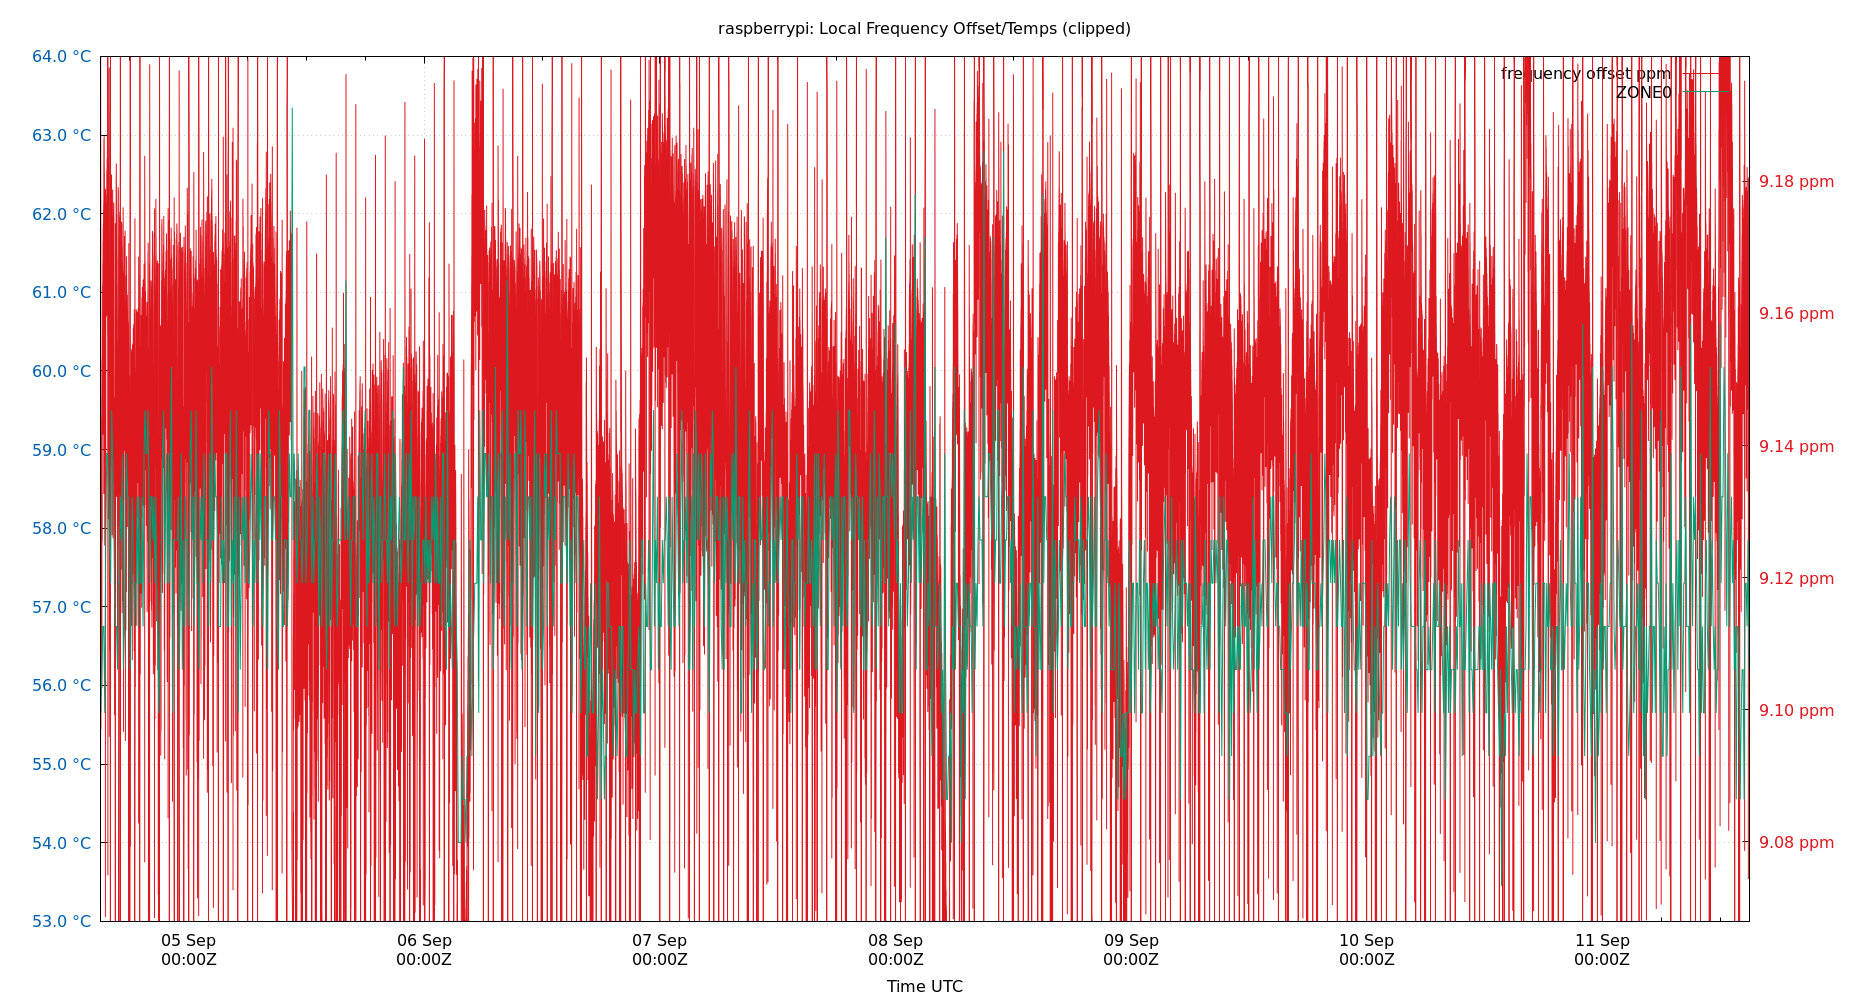 raspberrypi: Local Frequency Offset/Temps (clipped)
64.0 °C
63.0 °C
62.0 °C
61.0 °C
60.0 °C
59.0 °C
58.0 °C
57.0 °C
56.0 °C
55.0 °C
54.0 °C
53.0 °C
frequency offset ppm
ZONE0
9.18 ppm
9.16 ppm
9.14 ppm
9.12 ppm
9.10 ppm
9.08 ppm
05 Sep
00:00Z
06 Sep
00:00Z
07 Sep
00:00Z
08 Sep
00:00Z
09 Sep
00:00Z
10 Sep
00:00Z
11 Sep
00:00Z
Time UTC